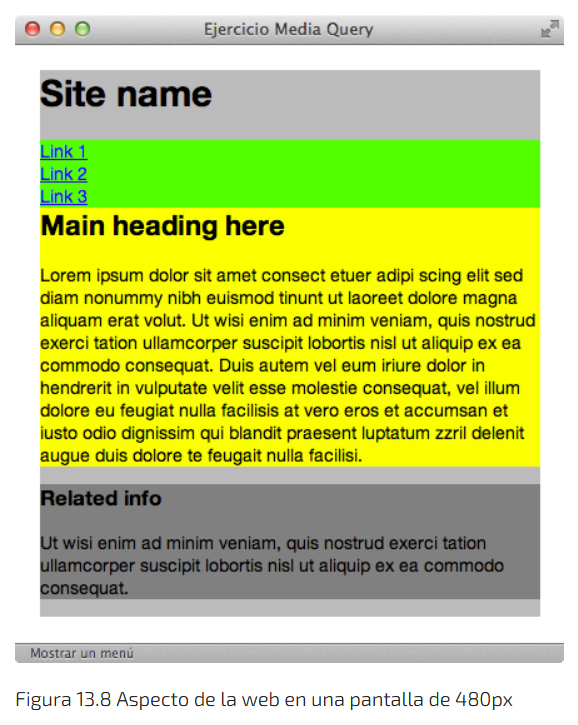 Ejercicio Media Query
Site name
Link 1
Link 2
Link 3
Main heading here
Lorem ipsum dolor sit amet consect etuer adipi scing elit sed
diam nonummy nibh euismod tinunt ut laoreet dolore magna
aliquam erat volut. Ut wisi enim ad minim veniam, quis nostrud
exerci tation ullamcorper suscipit lobortis nisl ut aliquip ex ea
commodo consequat. Duis autem vel eum iriure dolor in
hendrerit in vulputate velit esse molestie consequat, vel illum
dolore eu feugiat nulla facilisis at vero eros et accumsan et
iusto odio dignissim qui blandit praesent luptatum zzril delenit
augue duis dolore te feugait nulla facilisi.
Related info
Ut wisi enim ad minim veniam, quis nostrud exerci tation
ullamcorper suscipit lobortis nisl ut aliquip ex ea commodo
consequat.
Mostrar un menú
Figura 13.8 Aspecto de la web en una pantalla de 480px